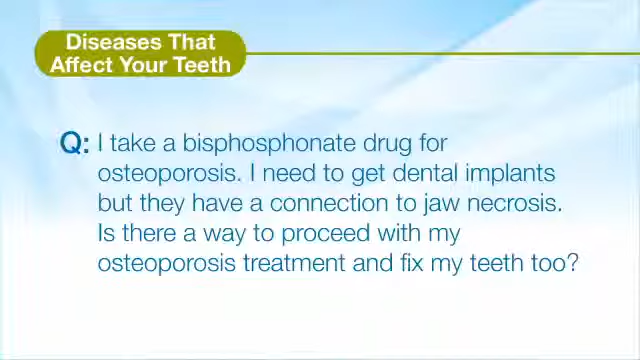 Diseases That
Affect Your Teeth
Q: I take a bisphosphonate drug for
osteoporosis. I need to get dental implants
but they have a connection to jaw necrosis.
Is there a way to proceed with my
osteoporosis treatment and fix my teeth too?